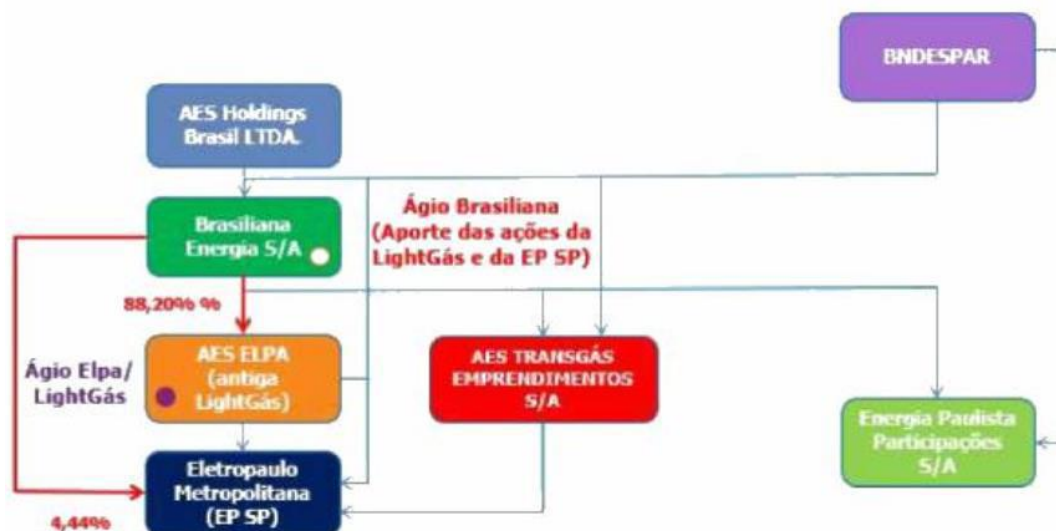 BNDESPAR
AES Holdings
Brasil LTDA.
Ágio Brasiliana
(Aporte das ações da
LightGás e da EP SP)
Brasiliana
Energia S/A
88,20% %
Ágio Elpa/
LightGás
AES ELPA
(antiga
LightGás)
AES TRANSGÁS
EMPRENDIMENTOS
S/A
Energia Paulista
Participações
S/A
Eletropaulo
Metropolitana
(EP SP)
4,44%